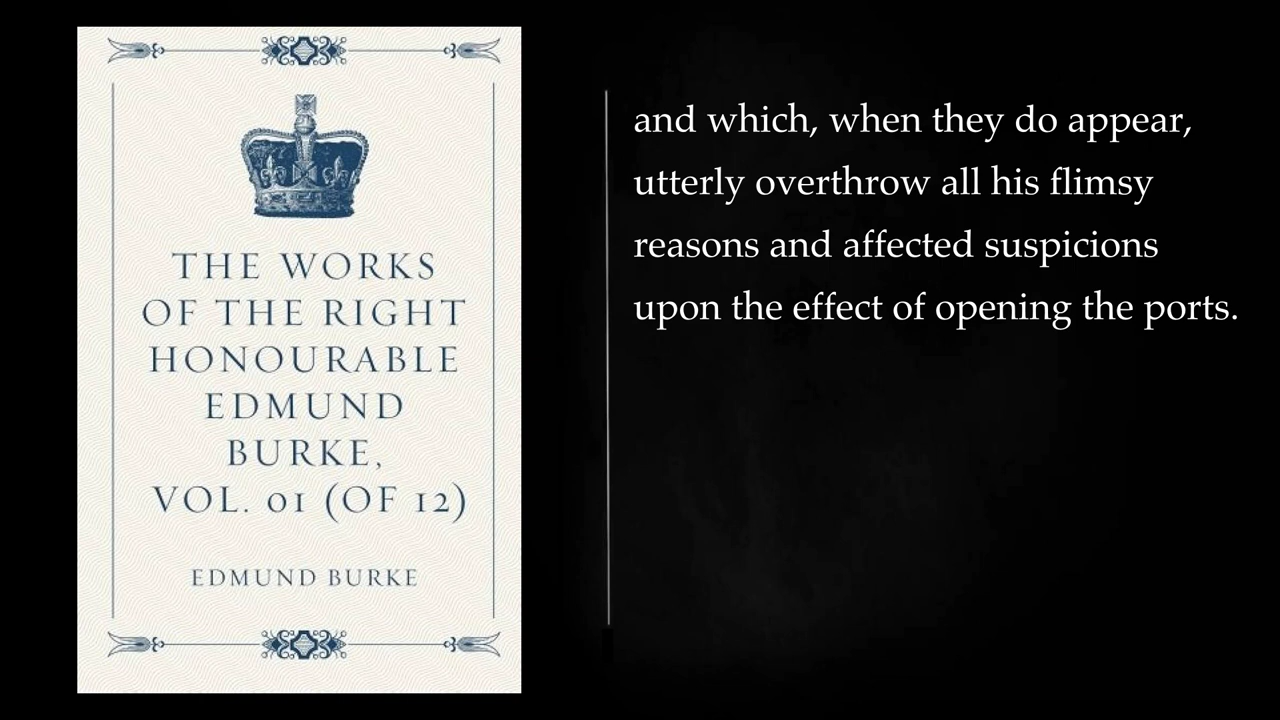 THE WORKS
OF THE RIGHT
HONOURABLE
EDMUND
BURKE,
VOL. 01 (OF 12)
EDMUND BURKE
and which, when they do appear,
utterly overthrow all his flimsy
reasons and affected suspicions
upon the effect of opening the ports.